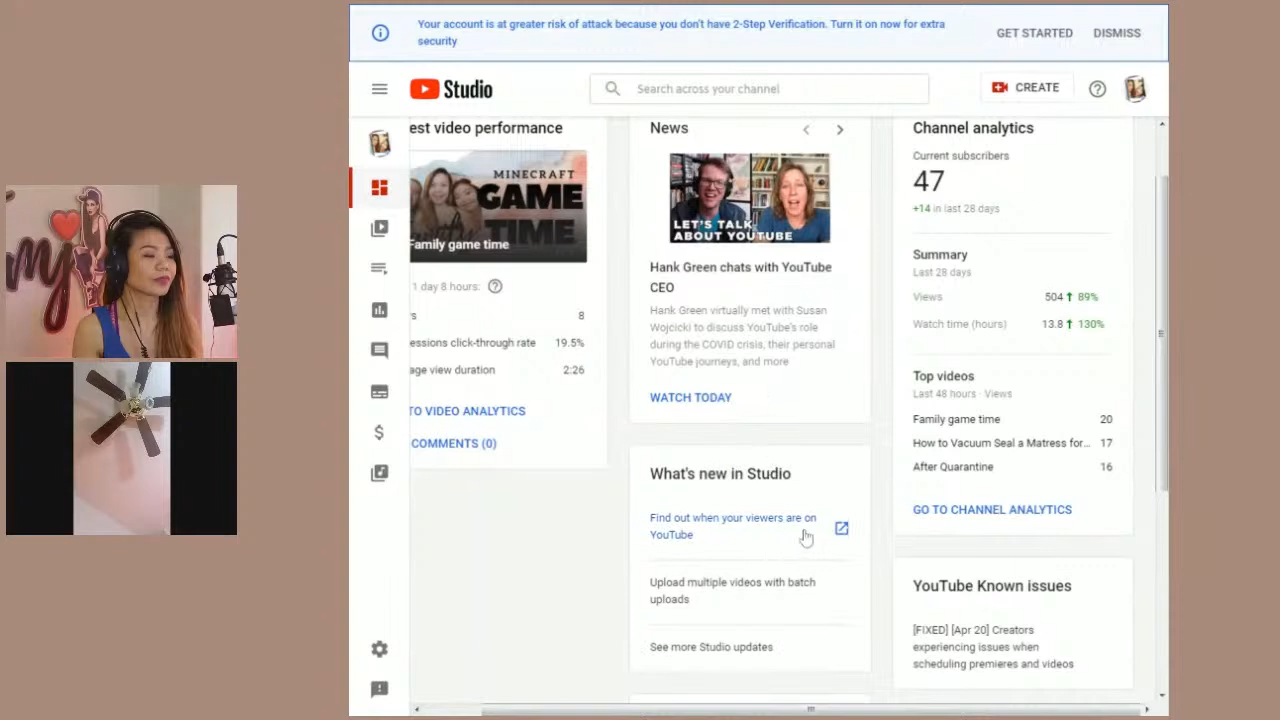 Your account is at greater risk of attack because you don't have 2-Step Verification. Turn it on now for extra
security
GET STARTED
DISMISS
Studio
Search across your channel
CREATE
est video performance
MINECRAFT
GAME
TIME
Family game time
1 day 8 hours:
s
8
essions click-through rate
19.5%
age view duration
2:26
TO VIDEO ANALYTICS
COMMENTS (0)
News
LET'S TALK
ABOUT YOUTUBE
Hank Green chats with YouTube
CEO
Hank Green virtually met with Susan
Wojcicki to discuss YouTube's role
during the COVID crisis, their personal
YouTube journeys, and more
WATCH TODAY
What's new in Studio
Find out when your viewers are on
YouTube
Upload multiple videos with batch
uploads
See more Studio updates
Channel analytics
Current subscribers
47
+14 in last 28 days
Summary
Last 28 days
Views
504 89%
Watch time (hours)
13.8 130%
Top videos
Last 48 hours · Views
Family game time
20
How to Vacuum Seal a Matress for...
17
After Quarantine
16
GO TO CHANNEL ANALYTICS
YouTube Known issues
[FIXED] [Apr 20] Creators
experiencing issues when
scheduling premieres and videos
mj